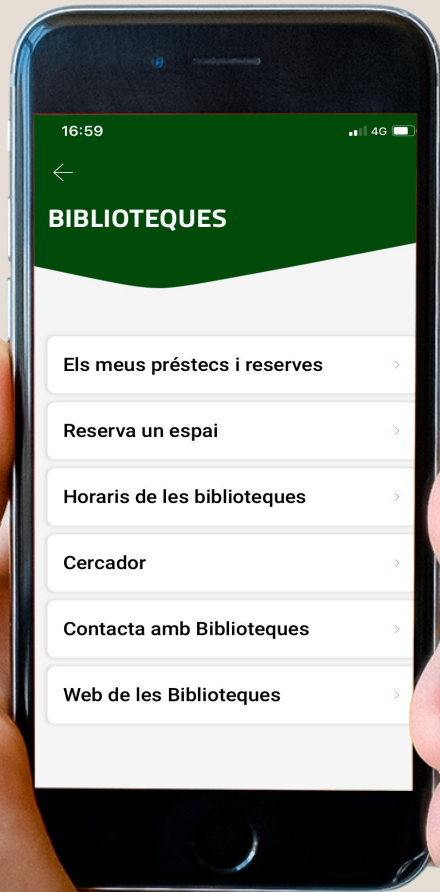 16:59
4G
BIBLIOTEQUES
Els meus préstecs i reserves
Reserva un espai
Horaris de les biblioteques
Cercador
Contacta amb Biblioteques
Web de les Biblioteques